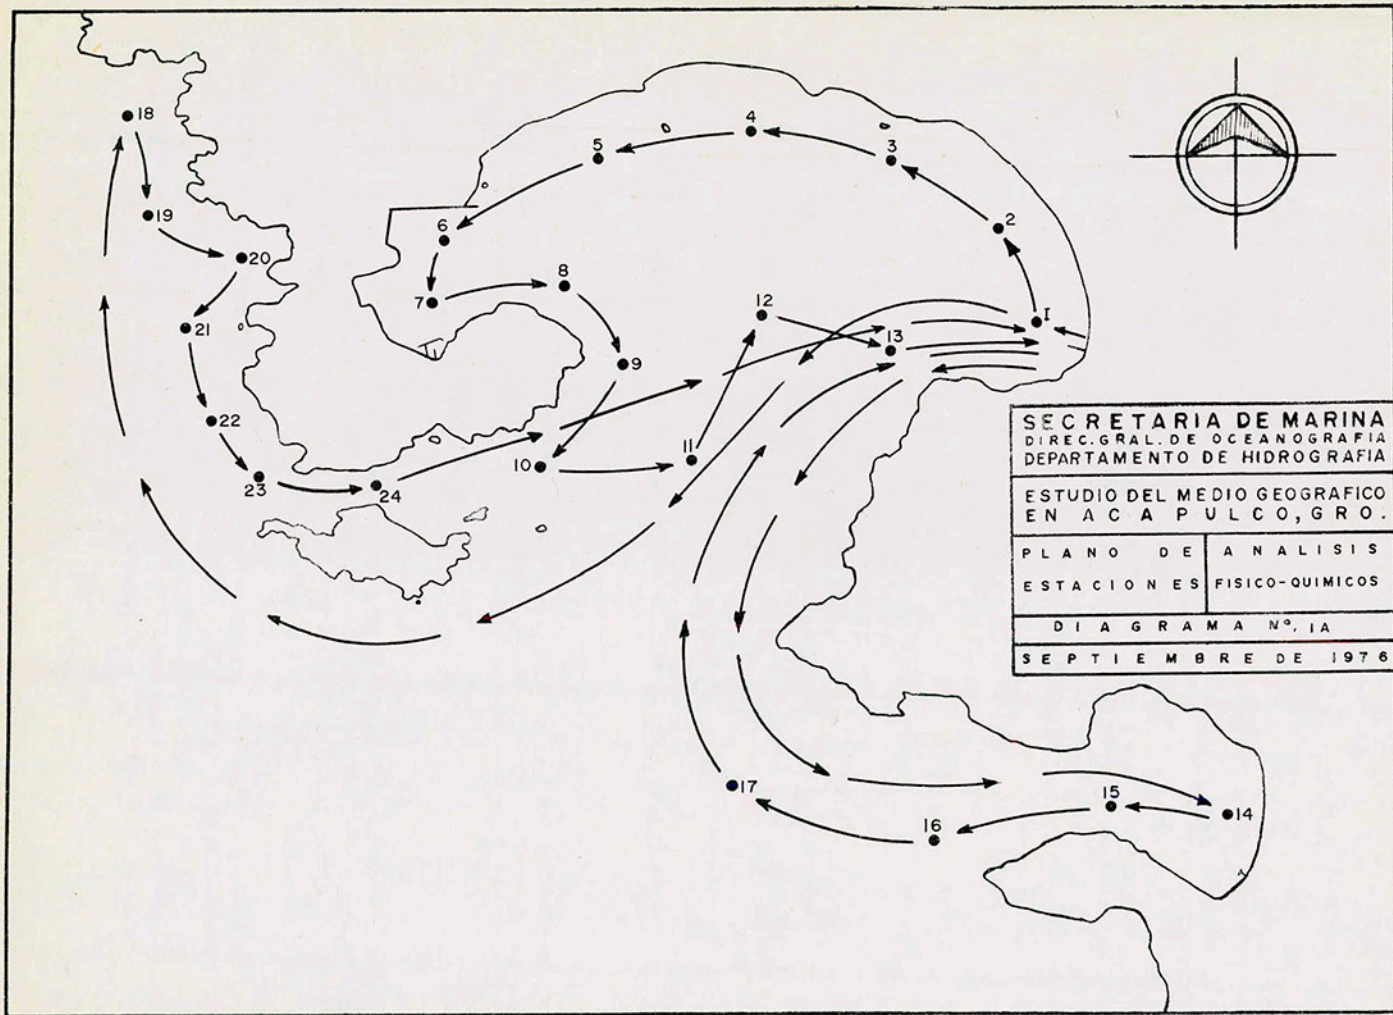 18
4
5
3
19
6
2
20
8
7
12
1
21
13
9
22
11
10
23
24
SECRETARIA DE MARINA
DIREC. GRAL. DE OCEANOGRAFIA
DEPARTAMENTO DE HIDROGRAFIA
ESTUDIO DEL MEDIO GEOGRAFICO
EN ACAPULCO, GRO.
PLANO DE
ESTACIONES
ANALISIS
FISICO-QUIMICOS
DIAGRAMA Nº. 1A
SEPTIEMBRE DE 1976
17
15
14
16